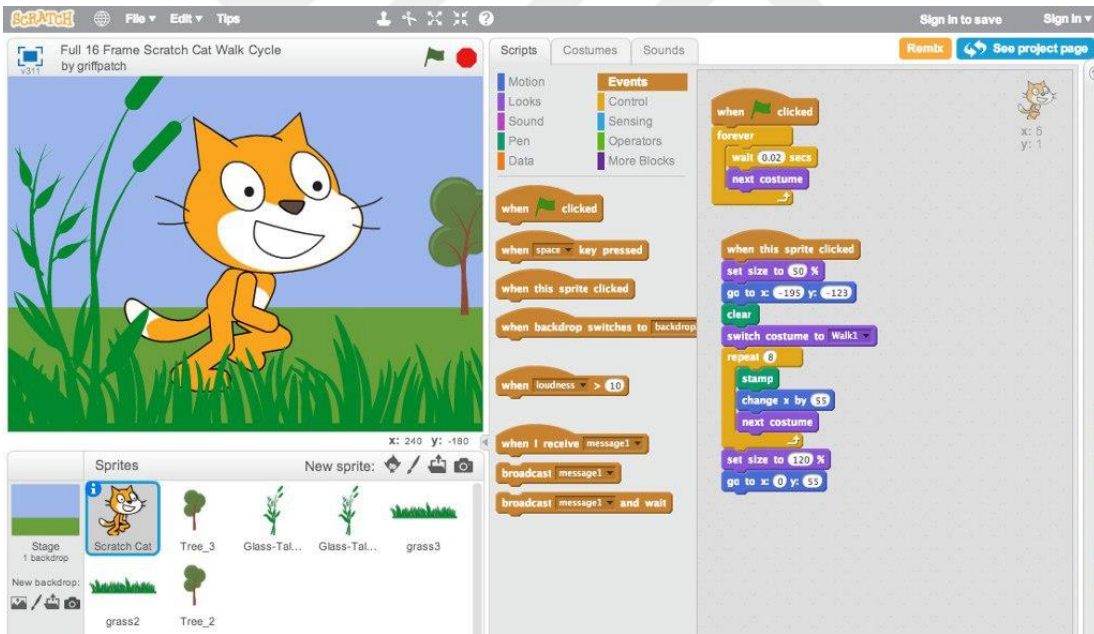 SCRATCH File ▾ Edit ▾ Tips Sign in to save Sign in ▾
v311 Full 16 Frame Scratch Cat Walk Cycle
by griffpatch
Scripts Costumes Sounds
Remix See project page
Motion Events
Looks Control
Sound Sensing
Pen Operators
Data More Blocks
when clicked
when space ▾ key pressed
when this sprite clicked
when backdrop switches to backdrop
when loudness ▾ > 10
when I receive message1 ▾
broadcast message1 ▾
broadcast message1 ▾ and wait
when clicked
forever
wait 0.02 secs
next costume
x: 5
y: 1
when this sprite clicked
set size to 50 %
go to x: -195 y: -123
clear
switch costume to Walk1 ▾
repeat 8
stamp
change x by 55
next costume
set size to 120 %
go to x: 0 y: 55
x: 240 y: -180
Sprites New sprite:
Stage
1 backdrop
New backdrop:
Scratch Cat Tree_3 Glass-Tal... Glass-Tal... grass3
grass2 Tree_2